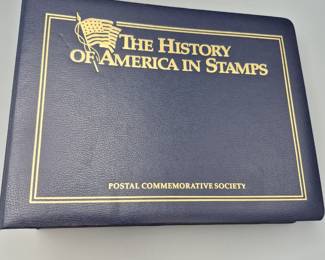 THE HISTORY
OF AMERICA IN STAMPS
POSTAL COMMEMORATIVE SOCIETY